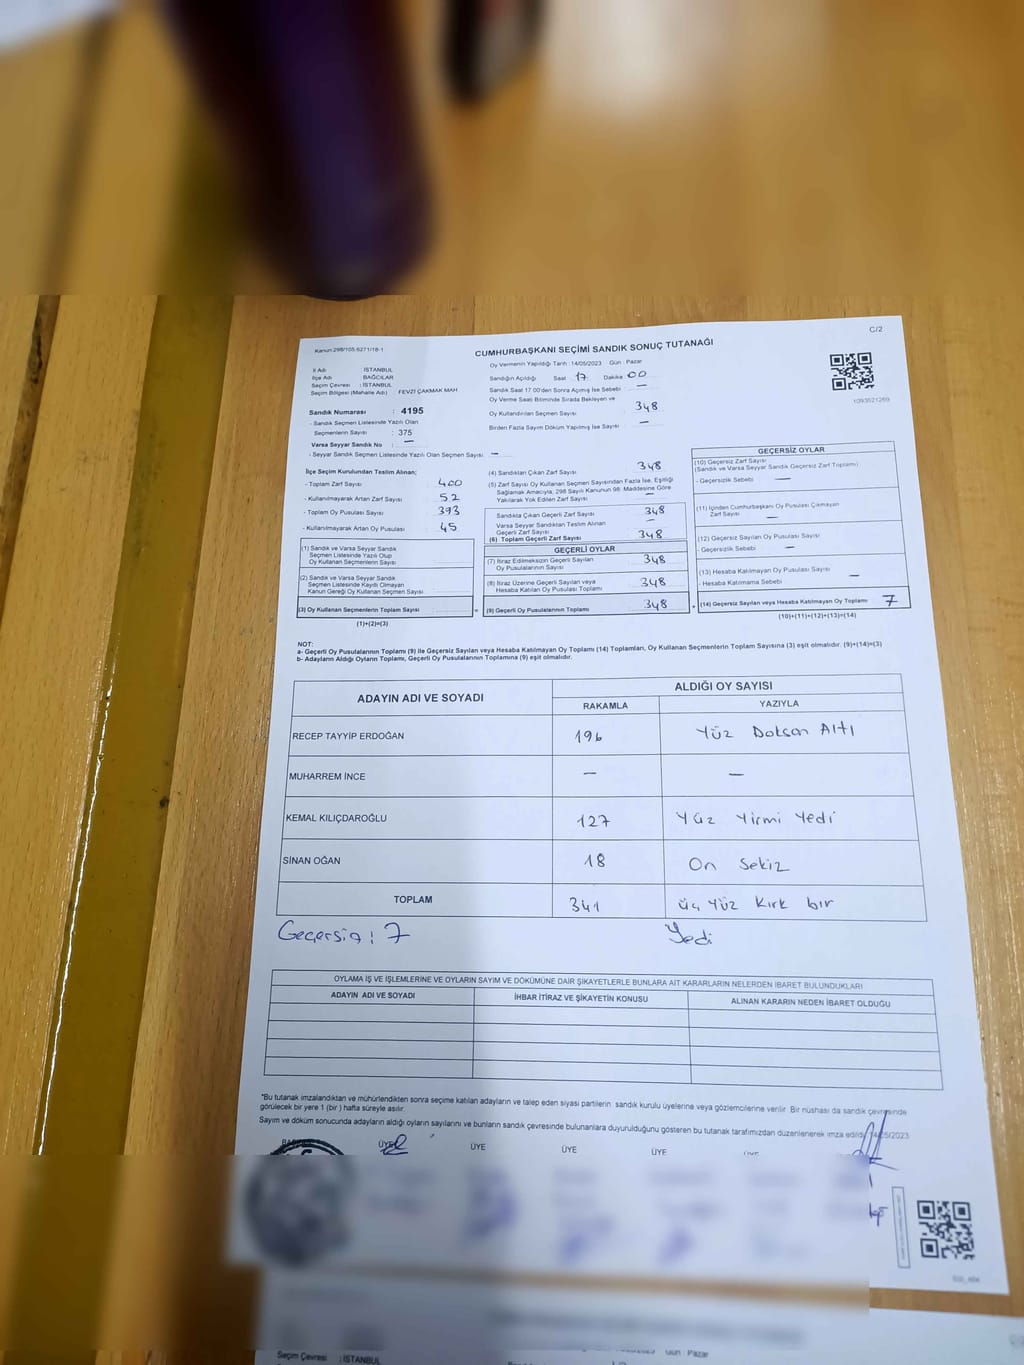 C/2
Kanun:298/105.6271/18-1
CUMHURBAŞKANI SEÇİMİ SANDIK SONUÇ TUTANAĞI
Oy Vermenin Yapıldığı Tarih :14/05/2023 Gün : Pazar
İl Adı : İSTANBUL
İlçe Adı : BAĞCILAR
Seçim Çevresi : İSTANBUL
Seçim Bölgesi (Mahalle Adı) : FEVZİ ÇAKMAK MAH
Sandığın Açıldığı Saat 17 Dakika 00
Sandık Saat 17.00'den Sonra Açılmış İse Sebebi —
Oy Verme Saati Bitiminde Sırada Bekleyen ve
Oy Kullandırılan Seçmen Sayısı 348
Birden Fazla Sayım Döküm Yapılmış İse Sayısı : —
1093021269
Sandık Numarası : 4195
- Sandık Seçmen Listesinde Yazılı Olan
Seçmenlerin Sayısı : 375
Varsa Seyyar Sandık No : —
- Seyyar Sandık Seçmen Listesinde Yazılı Olan Seçmen Sayısı : —
İlçe Seçim Kurulundan Teslim Alınan;
- Toplam Zarf Sayısı : 400
- Kullanılmayarak Artan Zarf Sayısı : 52
- Toplam Oy Pusulası Sayısı : 393
- Kullanılmayarak Artan Oy Pusulası : 45
(1) Sandık ve Varsa Seyyar Sandık
Seçmen Listesinde Yazılı Olup
Oy Kullanan Seçmenlerin Sayısı
(2) Sandık ve Varsa Seyyar Sandık
Seçmen Listesinde Kaydı Olmayan
Kanun Gereği Oy Kullanan Seçmen Sayısı
(3) Oy Kullanan Seçmenlerin Toplam Sayısı =
(1)+(2)=(3)
(4) Sandıktan Çıkan Zarf Sayısı 348
(5) Zarf Sayısı Oy Kullanan Seçmen Sayısından Fazla İse, Eşitliği
Sağlamak Amacıyla, 298 Sayılı Kanunun 98. Maddesine Göre
Yakılarak Yok Edilen Zarf Sayısı —
Sandıkta Çıkan Geçerli Zarf Sayısı 348
Varsa Seyyar Sandıktan Teslim Alınan
Geçerli Zarf Sayısı —
(6) Toplam Geçerli Zarf Sayısı 348
GEÇERLİ OYLAR
(7) İtiraz Edilmeksizin Geçerli Sayılan
Oy Pusulalarının Sayısı 348
(8) İtiraz Üzerine Geçerli Sayılan veya
Hesaba Katılan Oy Pusulası Toplamı 348
(9) Geçerli Oy Pusulalarının Toplamı 348 +
GEÇERSİZ OYLAR
(10) Geçersiz Zarf Sayısı
(Sandık ve Varsa Seyyar Sandık Geçersiz Zarf Toplamı)
- Geçersizlik Sebebi —
(11) İçinden Cumhurbaşkanı Oy Pusulası Çıkmayan
Zarf Sayısı —
(12) Geçersiz Sayılan Oy Pusulası Sayısı
- Geçersizlik Sebebi —
(13) Hesaba Katılmayan Oy Pusulası Sayısı
- Hesaba Katılmama Sebebi —
(14) Geçersiz Sayılan veya Hesaba Katılmayan Oy Toplamı 7
(10)+(11)+(12)+(13)=(14)
NOT:
a- Geçerli Oy Pusulalarının Toplamı (9) ile Geçersiz Sayılan veya Hesaba Katılmayan Oy Toplamı (14) Toplamları, Oy Kullanan Seçmenlerin Toplam Sayısına (3) eşit olmalıdır. (9)+(14)=(3)
b- Adayların Aldığı Oyların Toplamı, Geçerli Oy Pusulalarının Toplamına (9) eşit olmalıdır.
ADAYIN ADI VE SOYADI ALDIĞI OY SAYISI
RAKAMLA YAZIYLA
RECEP TAYYİP ERDOĞAN 196 Yüz Doksan Altı
MUHARREM İNCE — —
KEMAL KILIÇDAROĞLU 127 Yüz Yirmi Yedi
SİNAN OĞAN 18 On Sekiz
TOPLAM 341 Üç Yüz Kırk bir
Geçersiz : 7 Yedi
OYLAMA İŞ VE İŞLEMLERİNE VE OYLARIN SAYIM VE DÖKÜMÜNE DAİR ŞİKAYETLERLE BUNLARA AİT KARARLARIN NELERDEN İBARET BULUNDUKLARI
ADAYIN ADI VE SOYADI İHBAR İTİRAZ VE ŞİKAYETİN KONUSU ALINAN KARARIN NEDEN İBARET OLDUĞU
*Bu tutanak imzalandıktan ve mühürlendikten sonra seçime katılan adayların ve talep eden siyasi partilerin sandık kurulu üyelerine veya gözlemcilerine verilir. Bir nüshası da sandık çevresinde
görülecek bir yere 1 (bir ) hafta süreyle asılır.
Sayım ve döküm sonucunda adayların aldığı oyların sayılarını ve bunların sandık çevresinde bulunanlara duyurulduğunu gösteren bu tutanak tarafımızdan düzenlenerek imza edildi. 14/05/2023
ÜYE ÜYE ÜYE ÜYE
Seçim Çevresi : İSTANBUL
Gün : Pazar